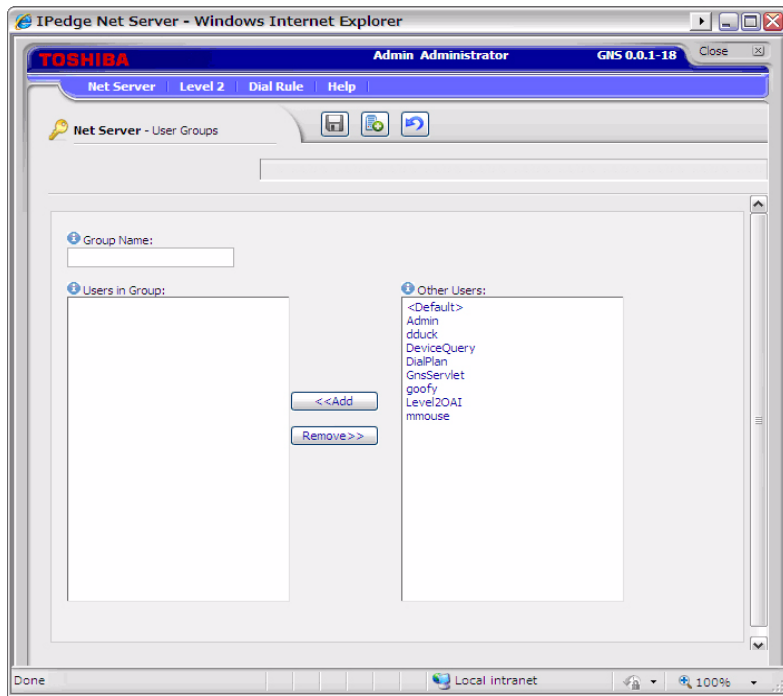 IPedge Net Server - Windows Internet Explorer
TOSHIBA
Admin Administrator
GNS 0.0.1-18
Close
Net Server
Level 2
Dial Rule
Help
Net Server - User Groups
Group Name:
Users in Group:
Other Users:
<Default>
Admin
dduck
DeviceQuery
DialPlan
GnsServlet
goofy
Level2OAI
mmouse
<<Add
Remove>>
Done
Local intranet
100%